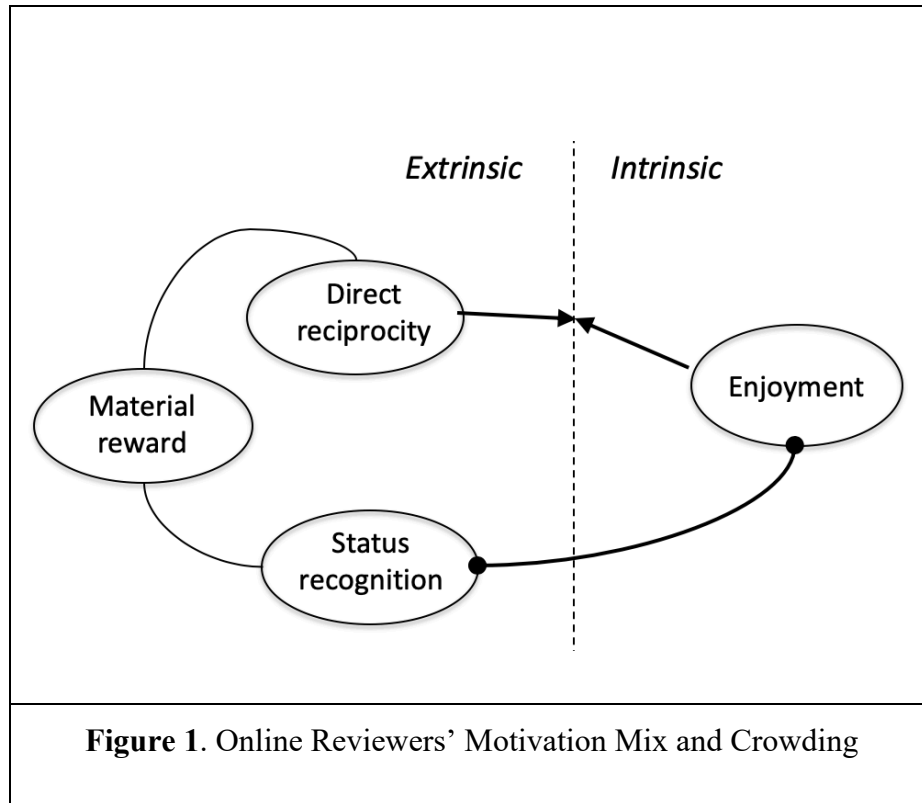 Extrinsic
Intrinsic
Direct
reciprocity
Enjoyment
Material
reward
Status
recognition
Figure 1. Online Reviewers’ Motivation Mix and Crowding